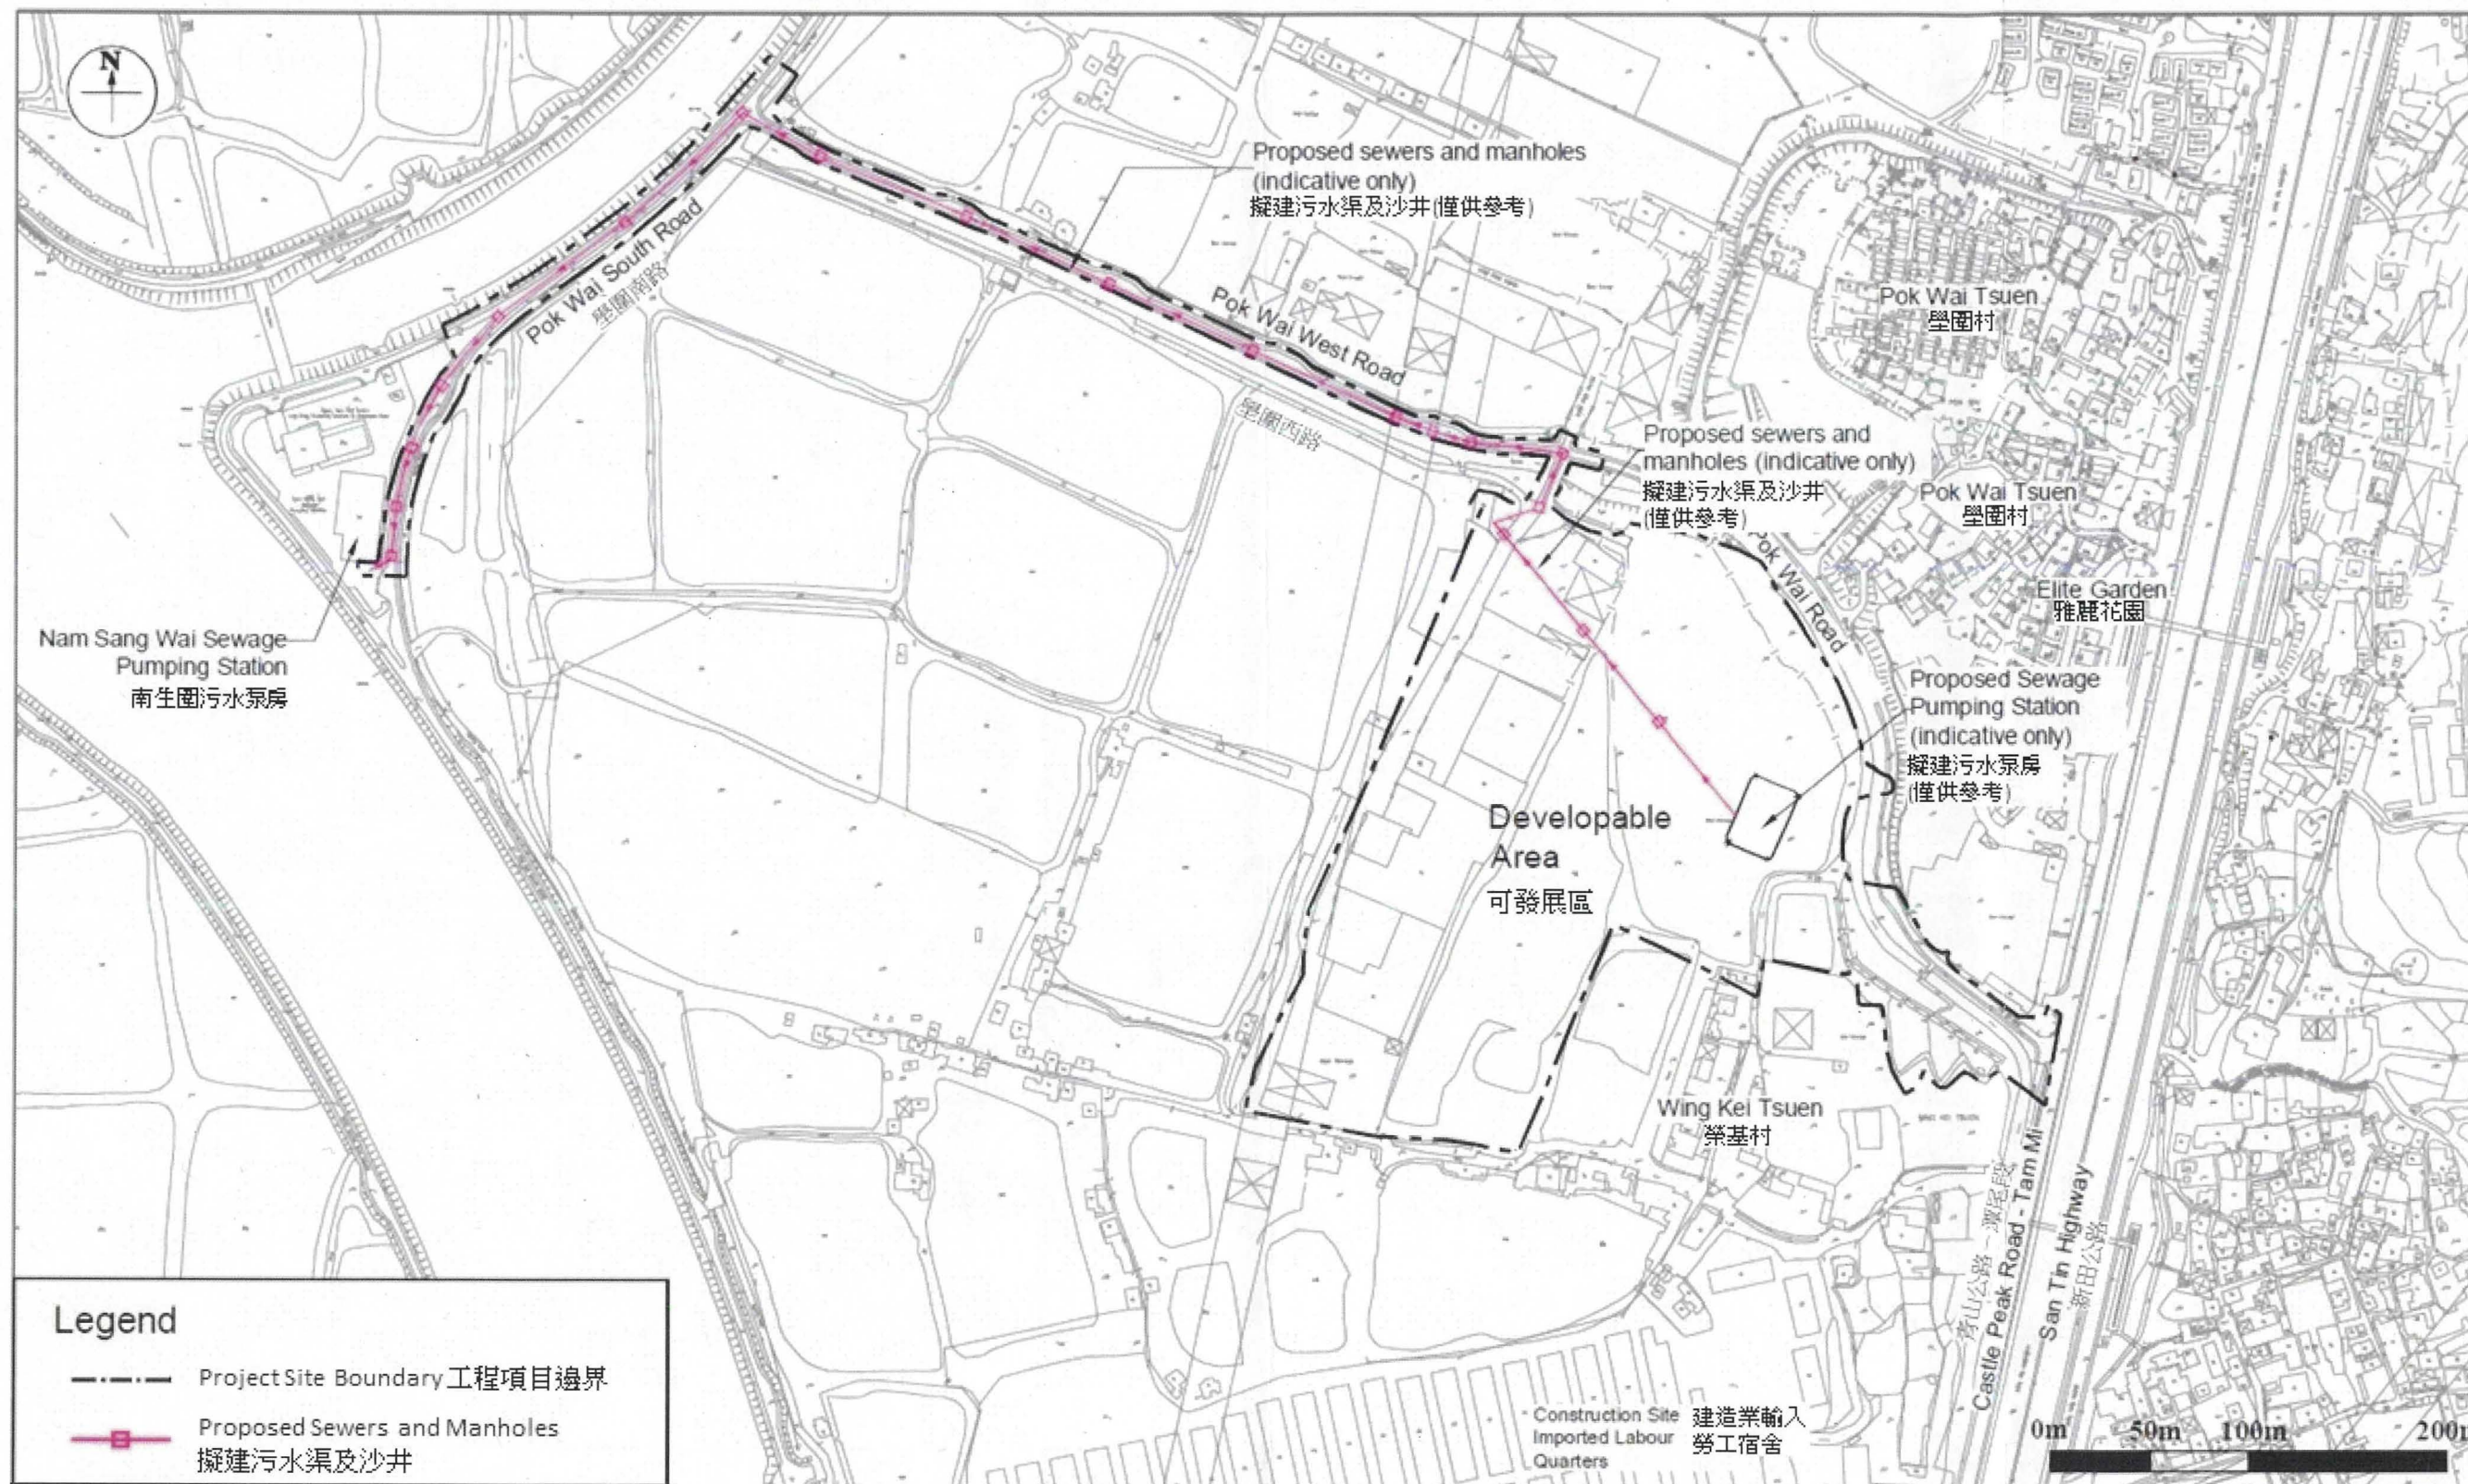 N
Proposed sewers and manholes
(indicative only)
擬建污水渠及沙井(僅供參考)
Pok Wai South Road
壆圍南路
Pok Wai West Road
壆圍西路
Pok Wai Tsuen
壆圍村
Proposed sewers and
manholes (indicative only)
擬建污水渠及沙井
(僅供參考)
Pok Wai Tsuen
壆圍村
Pok Wai Road
Elite Garden
雅麗花園
Nam Sang Wai Sewage
Pumping Station
南生圍污水泵房
Proposed Sewage
Pumping Station
(indicative only)
擬建污水泵房
(僅供參考)
Developable
Area
可發展區
Wing Kei Tsuen
榮基村
WING KEI TSUEN
青山公路－潭尾段
Castle Peak Road - Tam Mi
San Tin Highway
新田公路
Construction Site
Imported Labour
Quarters
建造業輸入
勞工宿舍
0m 50m 100m 200m
Legend
Project Site Boundary 工程項目邊界
Proposed Sewers and Manholes
擬建污水渠及沙井